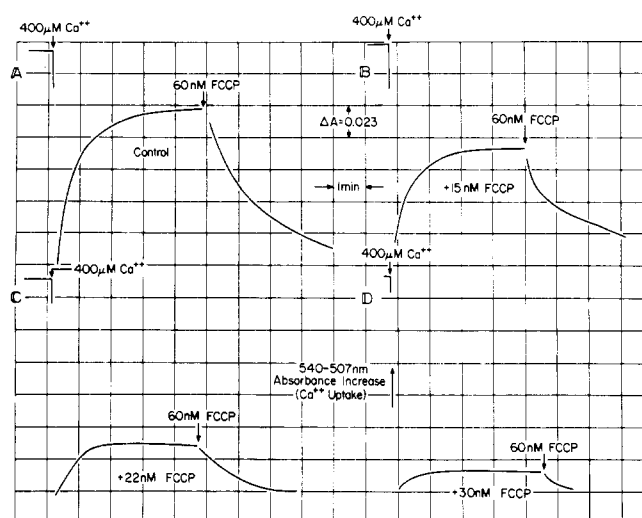 400μM Ca⁺⁺
A
60nM FCCP
Control
ΔA=0.023
1min
400μM Ca⁺⁺
B
60nM FCCP
+15nM FCCP
400μM Ca⁺⁺
C
400μM Ca⁺⁺
D
540-507nm
Absorbance Increase
(Ca⁺⁺ Uptake)
60nM FCCP
+22nM FCCP
60nM FCCP
+30nM FCCP